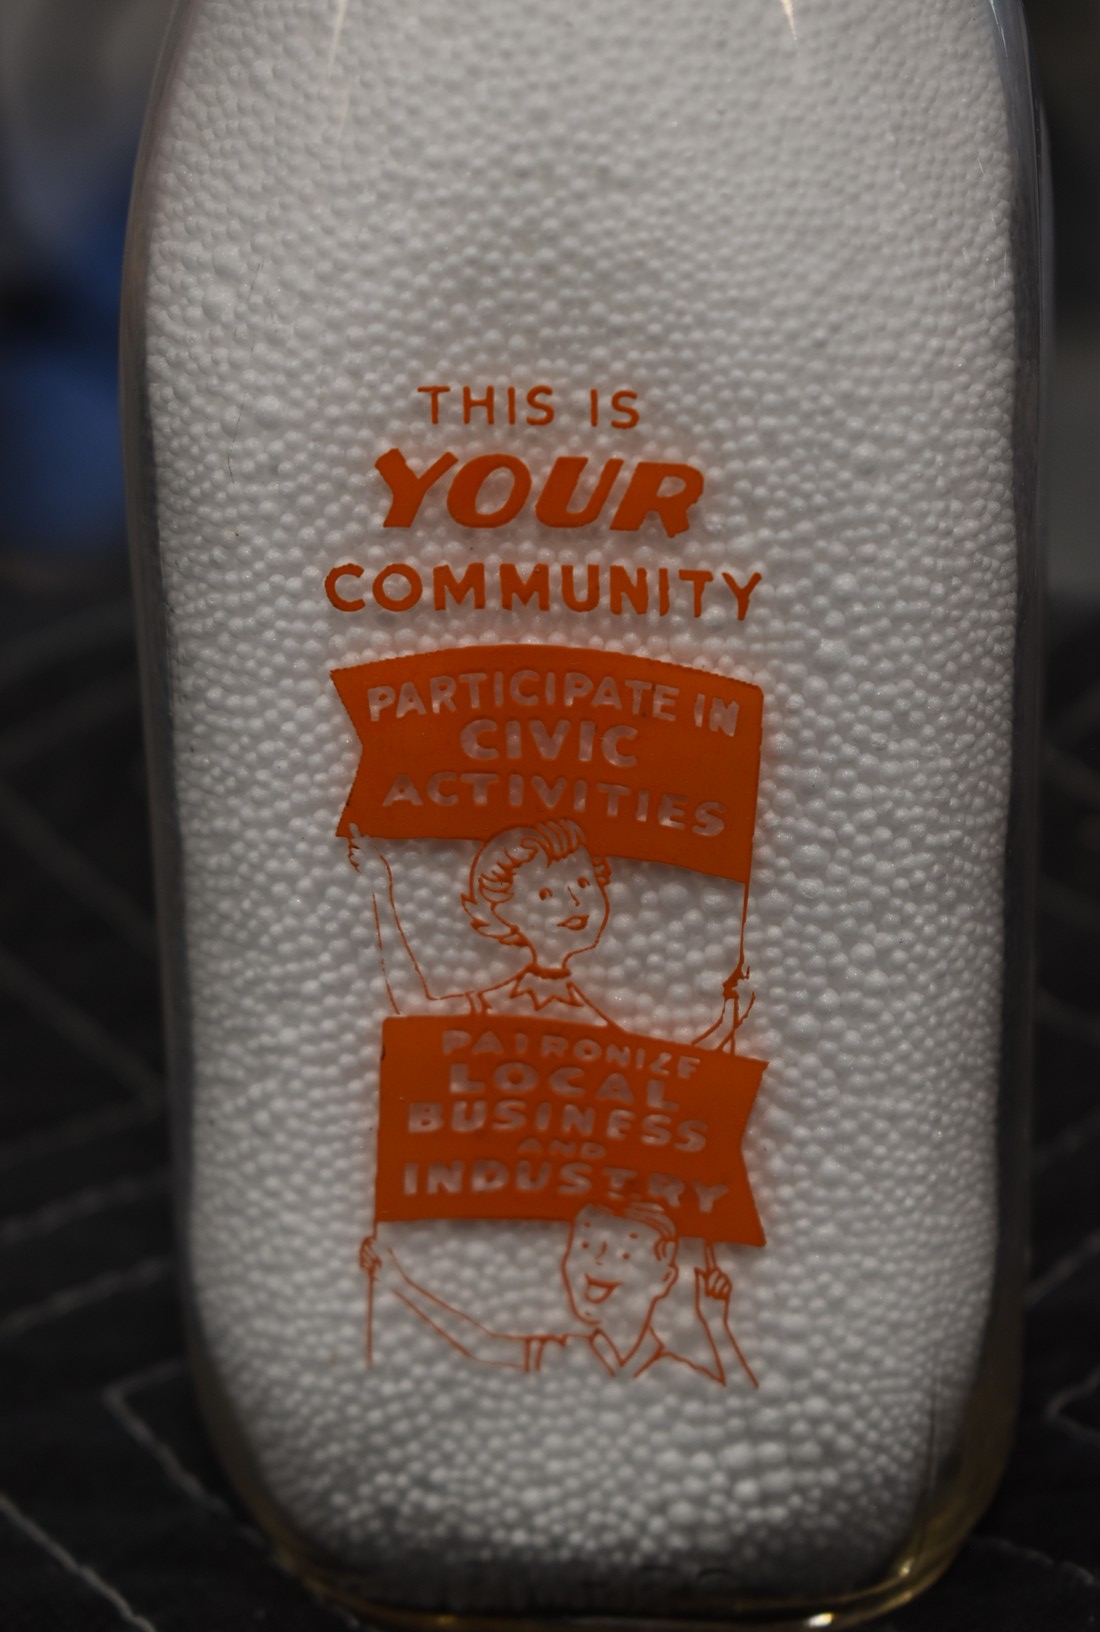 THIS IS
YOUR
COMMUNITY
PARTICIPATE IN
CIVIC
ACTIVITIES
PATRONIZE
LOCAL
BUSINESS
AND
INDUSTRY